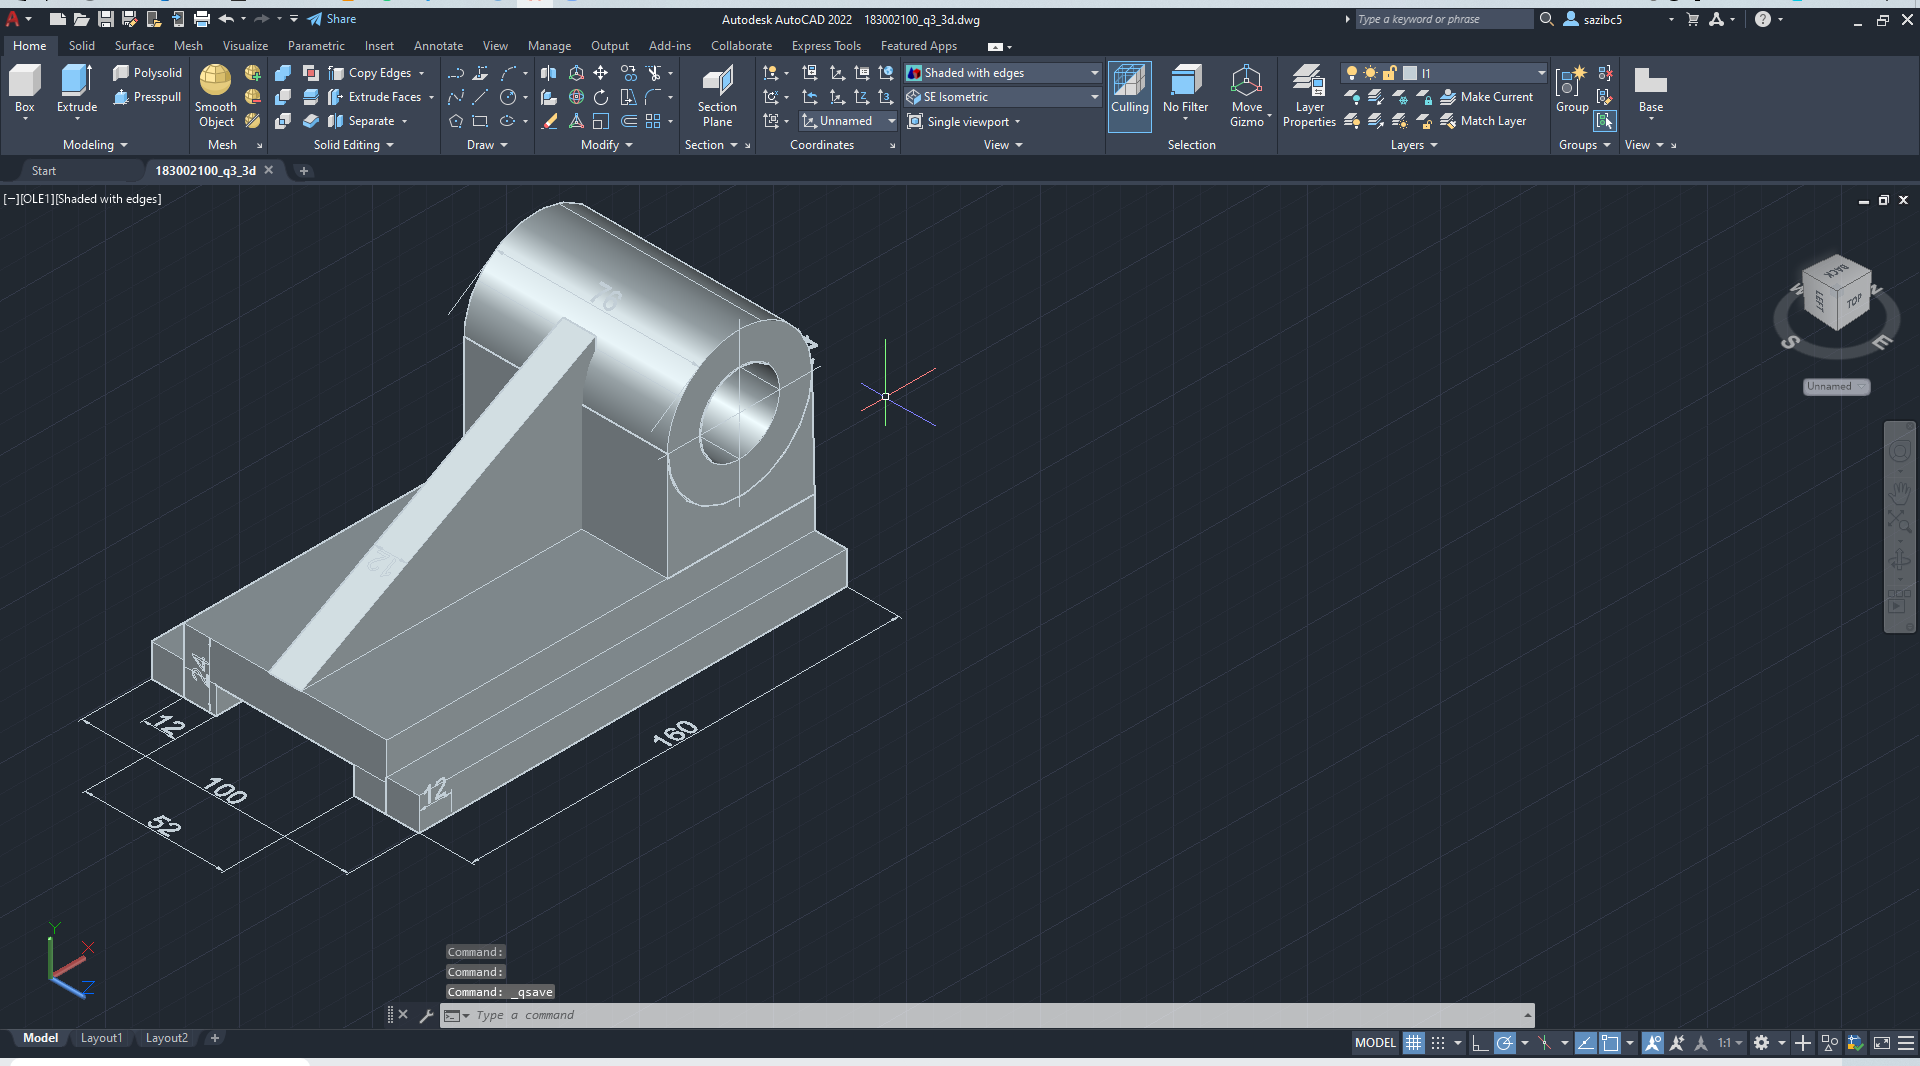 Share
Autodesk AutoCAD 2022 183002100_q3_3d.dwg
Type a keyword or phrase
sazibc5
Home Solid Surface Mesh Visualize Parametric Insert Annotate View Manage Output Add-ins Collaborate Express Tools Featured Apps
Polysolid
Copy Edges
Shaded with edges
I1
Presspull
Extrude Faces
SE Isometric
Make Current
Box Extrude Smooth Object Separate Section Plane Unnamed Single viewport Culling No Filter Move Gizmo Layer Properties Match Layer Group Base
Modeling Mesh Solid Editing Draw Modify Section Coordinates View Selection Layers Groups View
Start 183002100_q3_3d
[−][OLE1][Shaded with edges]
BACK
LEFT TOP
W N
S E
Unnamed
76
12
24
12
100
52
12
160
Y
X
Z
Command:
Command:
Command: _qsave
Type a command
Model Layout1 Layout2
MODEL 1:1